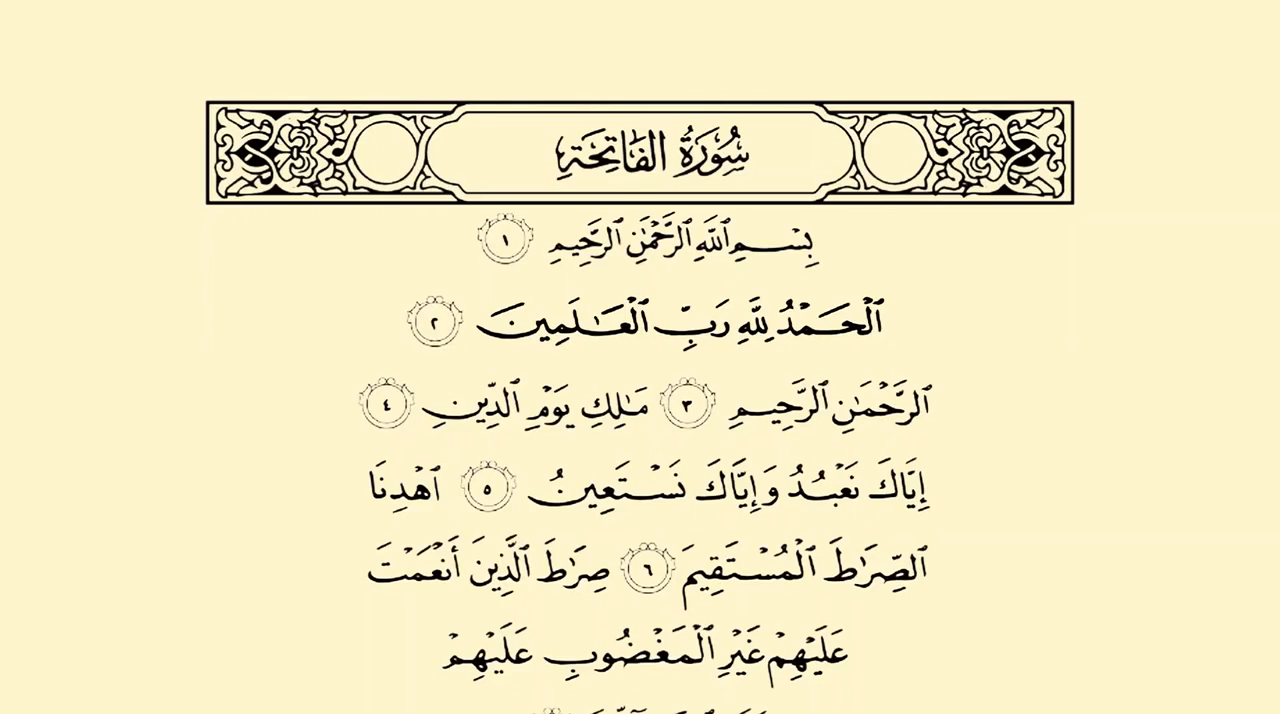 سُورَةُ الفَاتِحَةِ
بِسۡمِ ٱللَّهِ ٱلرَّحۡمَٰنِ ٱلرَّحِيمِ ١
ٱلۡحَمۡدُ لِلَّهِ رَبِّ ٱلۡعَٰلَمِينَ ٢
ٱلرَّحۡمَٰنِ ٱلرَّحِيمِ ٣ مَٰلِكِ يَوۡمِ ٱلدِّينِ ٤
إِيَّاكَ نَعۡبُدُ وَإِيَّاكَ نَسۡتَعِينُ ٥ ٱهۡدِنَا
ٱلصِّرَٰطَ ٱلۡمُسۡتَقِيمَ ٦ صِرَٰطَ ٱلَّذِينَ أَنۡعَمۡتَ
عَلَيۡهِمۡ غَيۡرِ ٱلۡمَغۡضُوبِ عَلَيۡهِمۡ